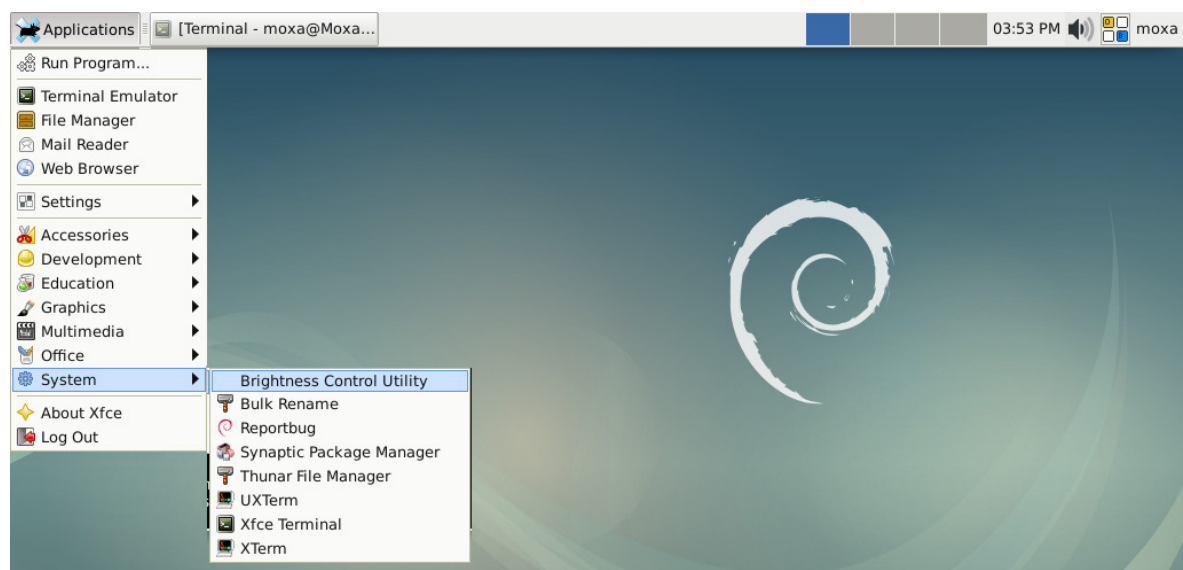 Applications
[Terminal - moxa@Moxa...
03:53 PM
moxa
Run Program...
Terminal Emulator
File Manager
Mail Reader
Web Browser
Settings
Accessories
Development
Education
Graphics
Multimedia
Office
System
About Xfce
Log Out
Brightness Control Utility
Bulk Rename
Reportbug
Synaptic Package Manager
Thunar File Manager
UXTerm
Xfce Terminal
XTerm